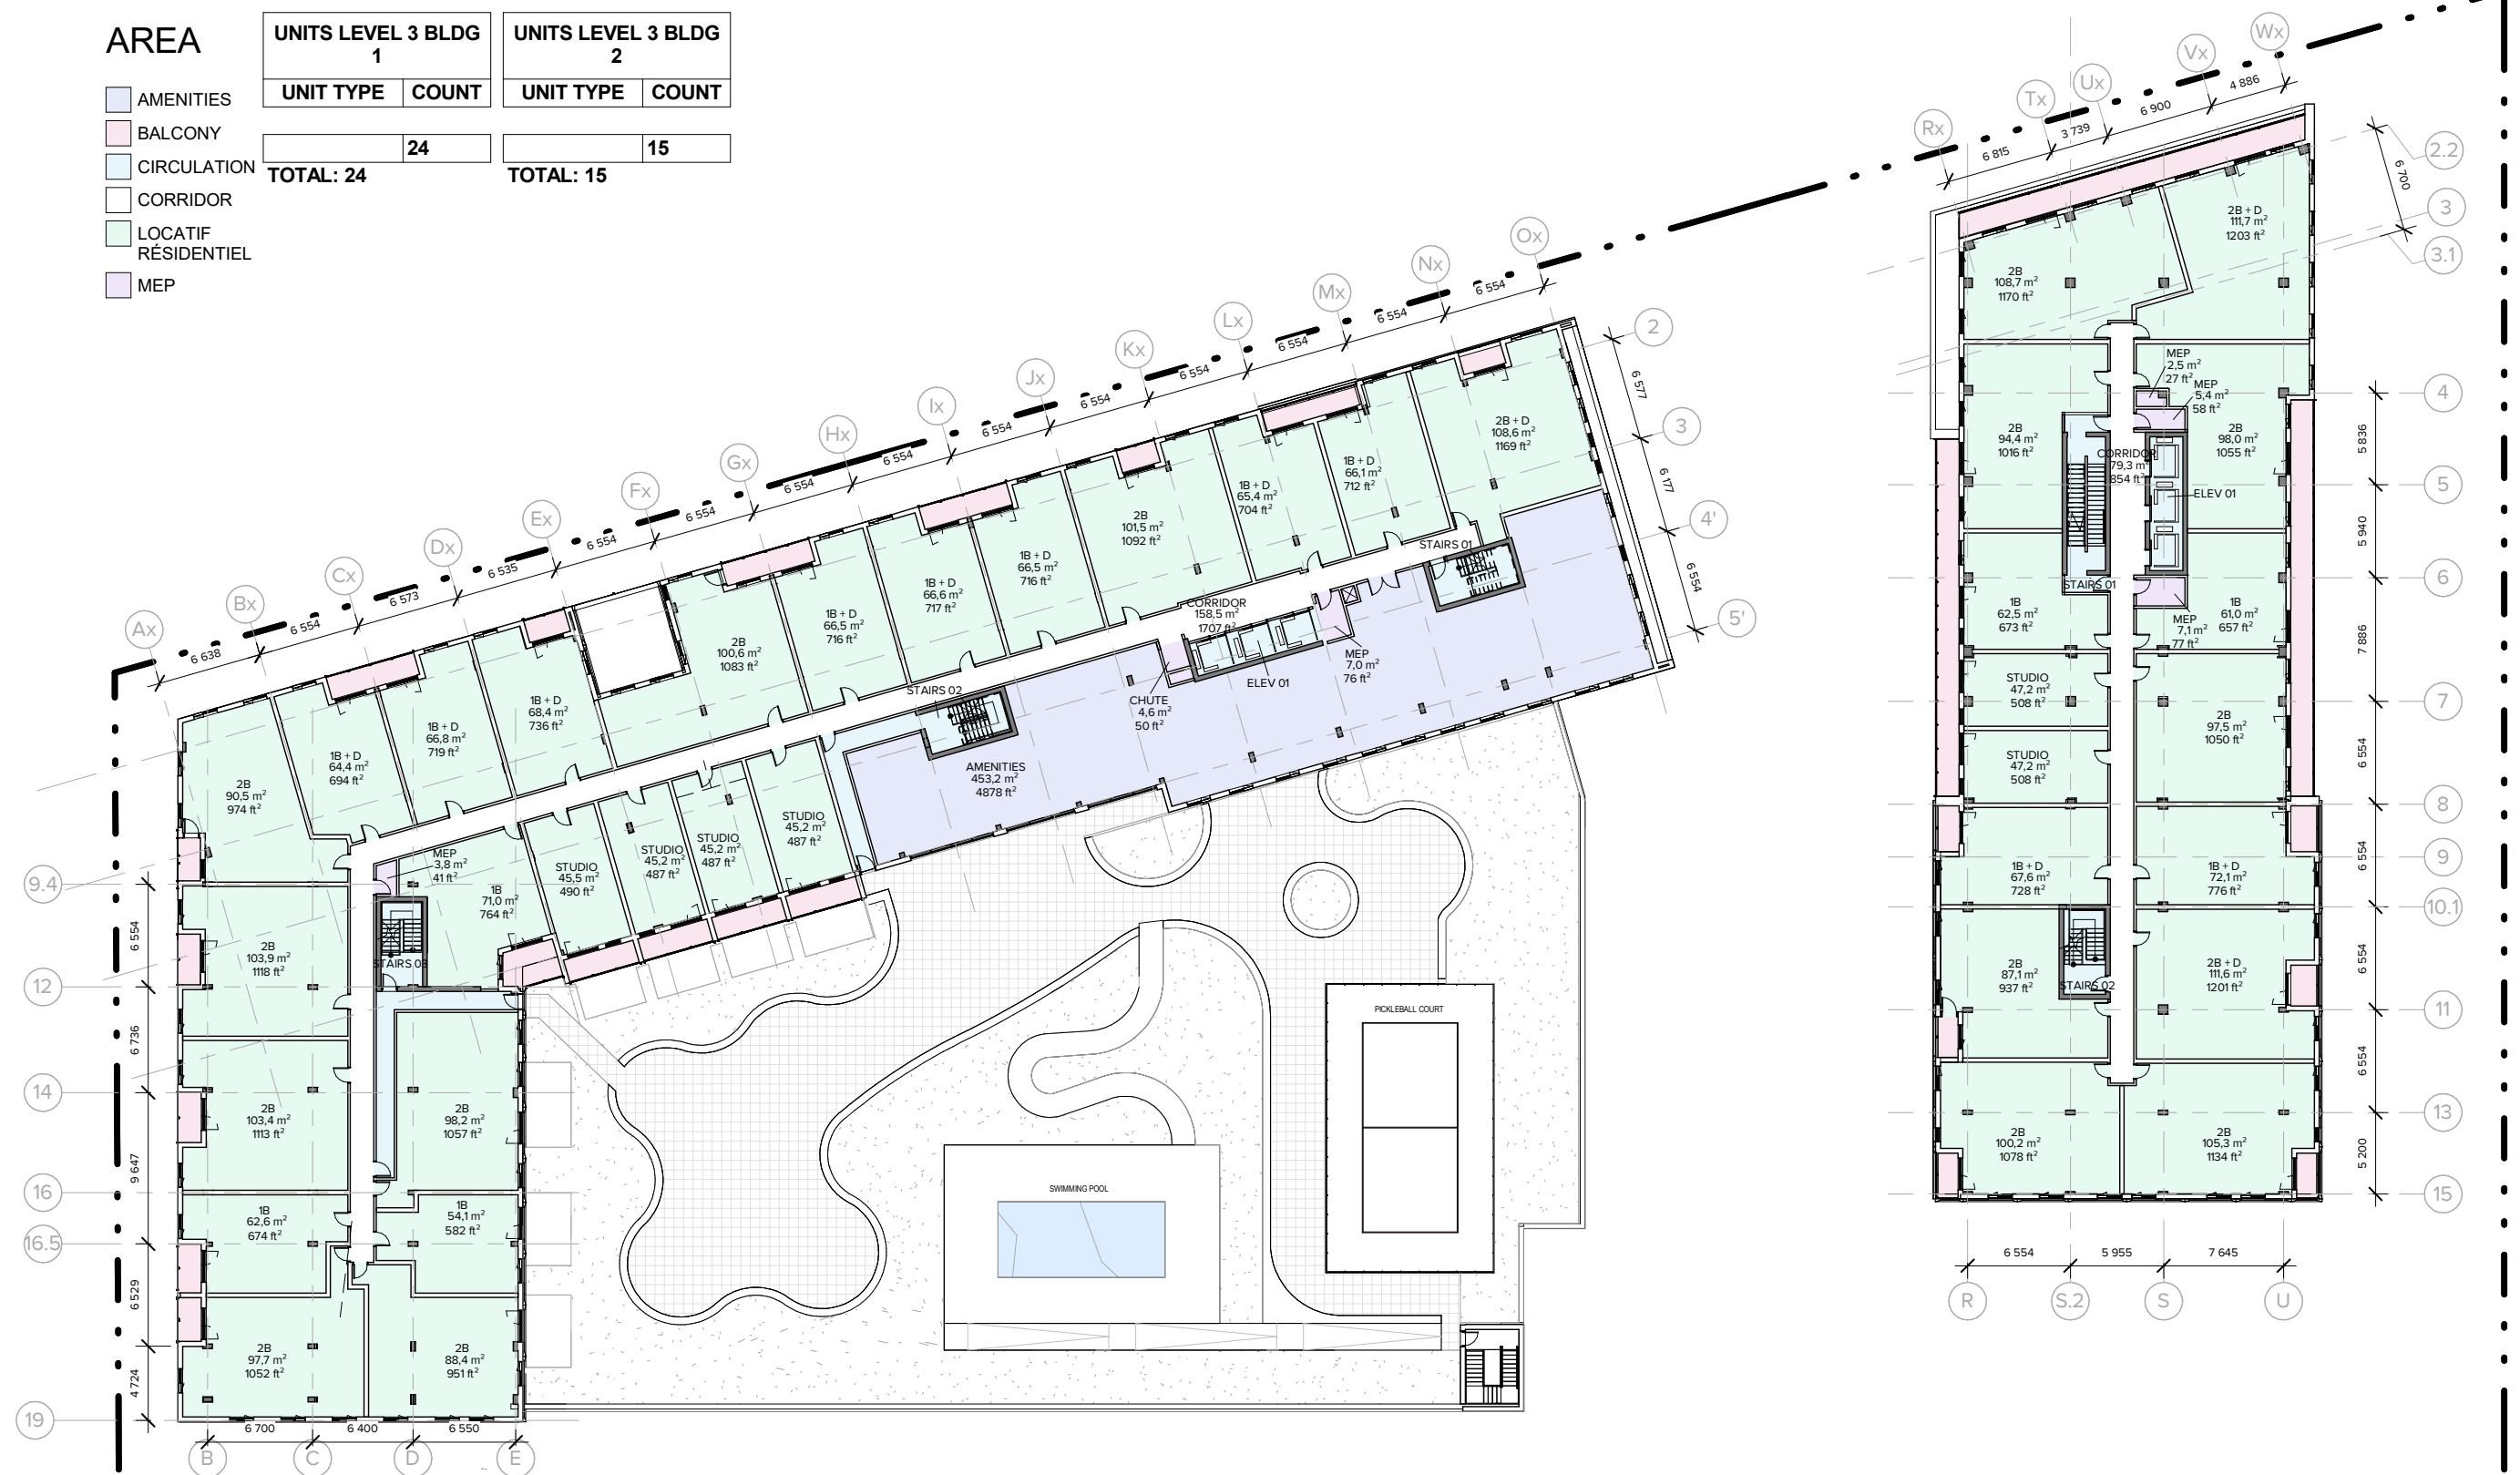 AREA
AMENITIES
BALCONY
CIRCULATION
CORRIDOR
LOCATIF
RÉSIDENTIEL
MEP
UNITS LEVEL 3 BLDG
1
UNIT TYPE COUNT
24
TOTAL: 24
UNITS LEVEL 3 BLDG
2
UNIT TYPE COUNT
15
TOTAL: 15
Ax
Bx
Cx
Dx
Ex
Fx
Gx
Hx
Ix
Jx
Kx
Lx
Mx
Nx
Ox
6 638
6 554
6 573
6 535
6 554
6 554
6 554
6 554
6 554
6 554
6 554
6 554
6 554
6 554
2
3
4'
5'
6 577
6 177
6 554
2B
90,5 m²
974 ft²
1B + D
64,4 m²
694 ft²
1B + D
66,8 m²
719 ft²
1B + D
68,4 m²
736 ft²
2B
100,6 m²
1083 ft²
1B + D
66,5 m²
716 ft²
1B + D
66,6 m²
717 ft²
1B + D
66,5 m²
716 ft²
2B
101,5 m²
1092 ft²
1B + D
65,4 m²
704 ft²
1B + D
66,1 m²
712 ft²
2B + D
108,6 m²
1169 ft²
STAIRS 01
CORRIDOR
158,5 m²
1707 ft²
MEP
7,0 m²
76 ft²
ELEV 01
CHUTE
4,6 m²
50 ft²
STAIRS 02
AMENITIES
453,2 m²
4878 ft²
STUDIO
45,2 m²
487 ft²
STUDIO
45,2 m²
487 ft²
STUDIO
45,2 m²
487 ft²
STUDIO
45,5 m²
490 ft²
MEP
3,8 m²
41 ft²
1B
71,0 m²
764 ft²
STAIRS 03
2B
103,9 m²
1118 ft²
2B
103,4 m²
1113 ft²
2B
98,2 m²
1057 ft²
1B
62,6 m²
674 ft²
1B
54,1 m²
582 ft²
2B
97,7 m²
1052 ft²
2B
88,4 m²
951 ft²
9.4
12
14
16
16.5
19
6 554
6 736
9 647
6 529
4 724
6 700
6 400
6 550
B
C
D
E
SWIMMING POOL
PICKLEBALL COURT
Rx
Tx
Ux
Vx
Wx
6 815
3 739
6 900
4 886
2.2
3
3.1
6 700
2B + D
111,7 m²
1203 ft²
2B
108,7 m²
1170 ft²
MEP
2,5 m²
27 ft²
MEP
5,4 m²
58 ft²
2B
94,4 m²
1016 ft²
CORRIDOR
79,3 m²
854 ft²
2B
98,0 m²
1055 ft²
ELEV 01
STAIRS 01
1B
62,5 m²
673 ft²
1B
61,0 m²
657 ft²
MEP
7,1 m²
77 ft²
STUDIO
47,2 m²
508 ft²
2B
97,5 m²
1050 ft²
STUDIO
47,2 m²
508 ft²
1B + D
67,6 m²
728 ft²
1B + D
72,1 m²
776 ft²
2B
87,1 m²
937 ft²
STAIRS 02
2B + D
111,6 m²
1201 ft²
2B
100,2 m²
1078 ft²
2B
105,3 m²
1134 ft²
4
5
6
7
8
9
10.1
11
13
15
5 836
5 940
7 886
6 554
6 554
6 554
6 554
5 200
6 554
5 955
7 645
R
S.2
S
U